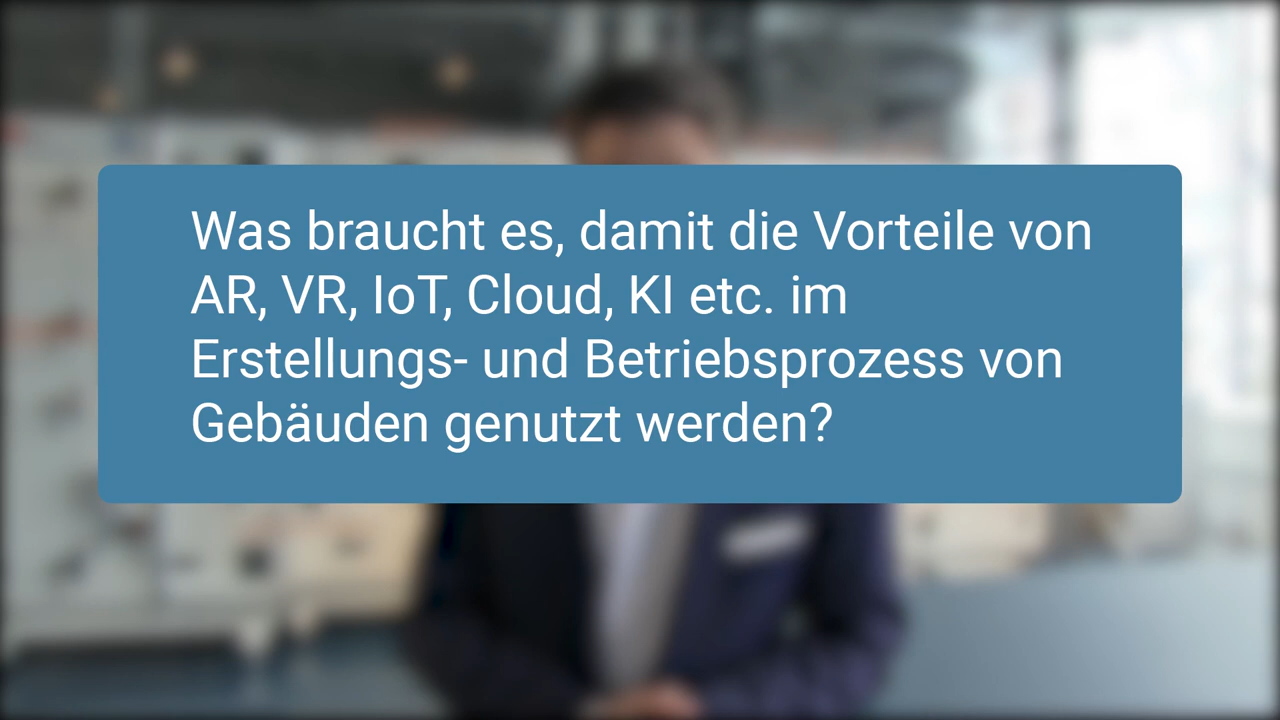 Was braucht es, damit die Vorteile von
AR, VR, IoT, Cloud, KI etc. im
Erstellungs- und Betriebsprozess von
Gebäuden genutzt werden?